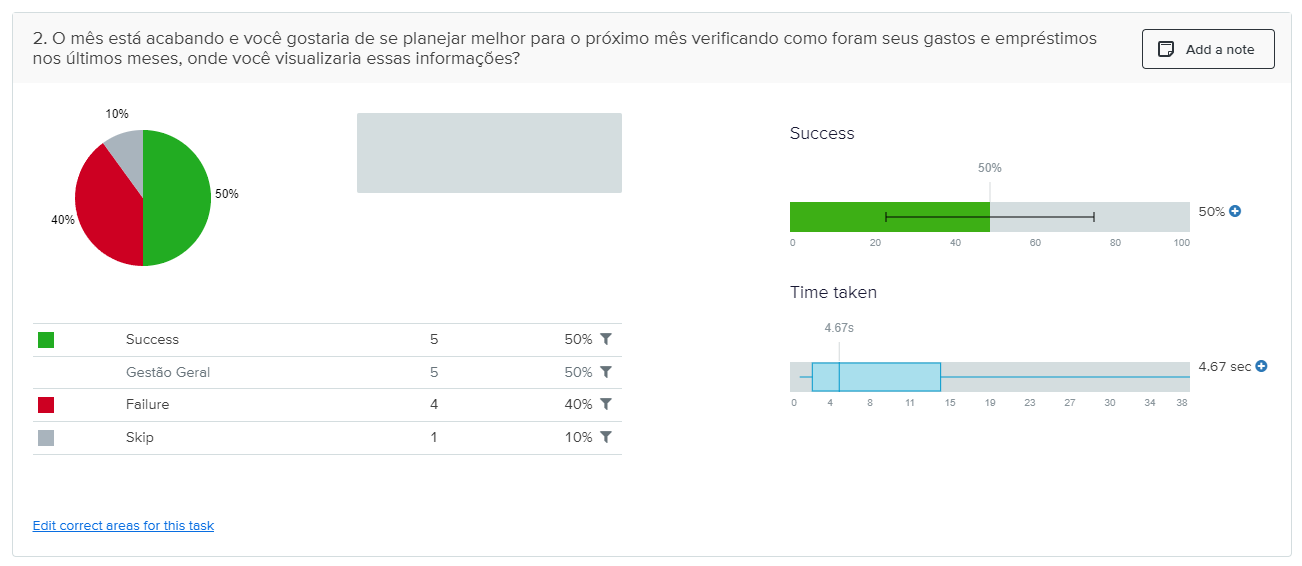 2. O mês está acabando e você gostaria de se planejar melhor para o próximo mês verificando como foram seus gastos e empréstimos
nos últimos meses, onde você visualizaria essas informações?
Add a note
10%
50%
40%
Success
50%
50%
0 20 40 60 80 100
Time taken
4.67s
4.67 sec
0 4 8 11 15 19 23 27 30 34 38
Success 5 50%
Gestão Geral 5 50%
Failure 4 40%
Skip 1 10%
Edit correct areas for this task